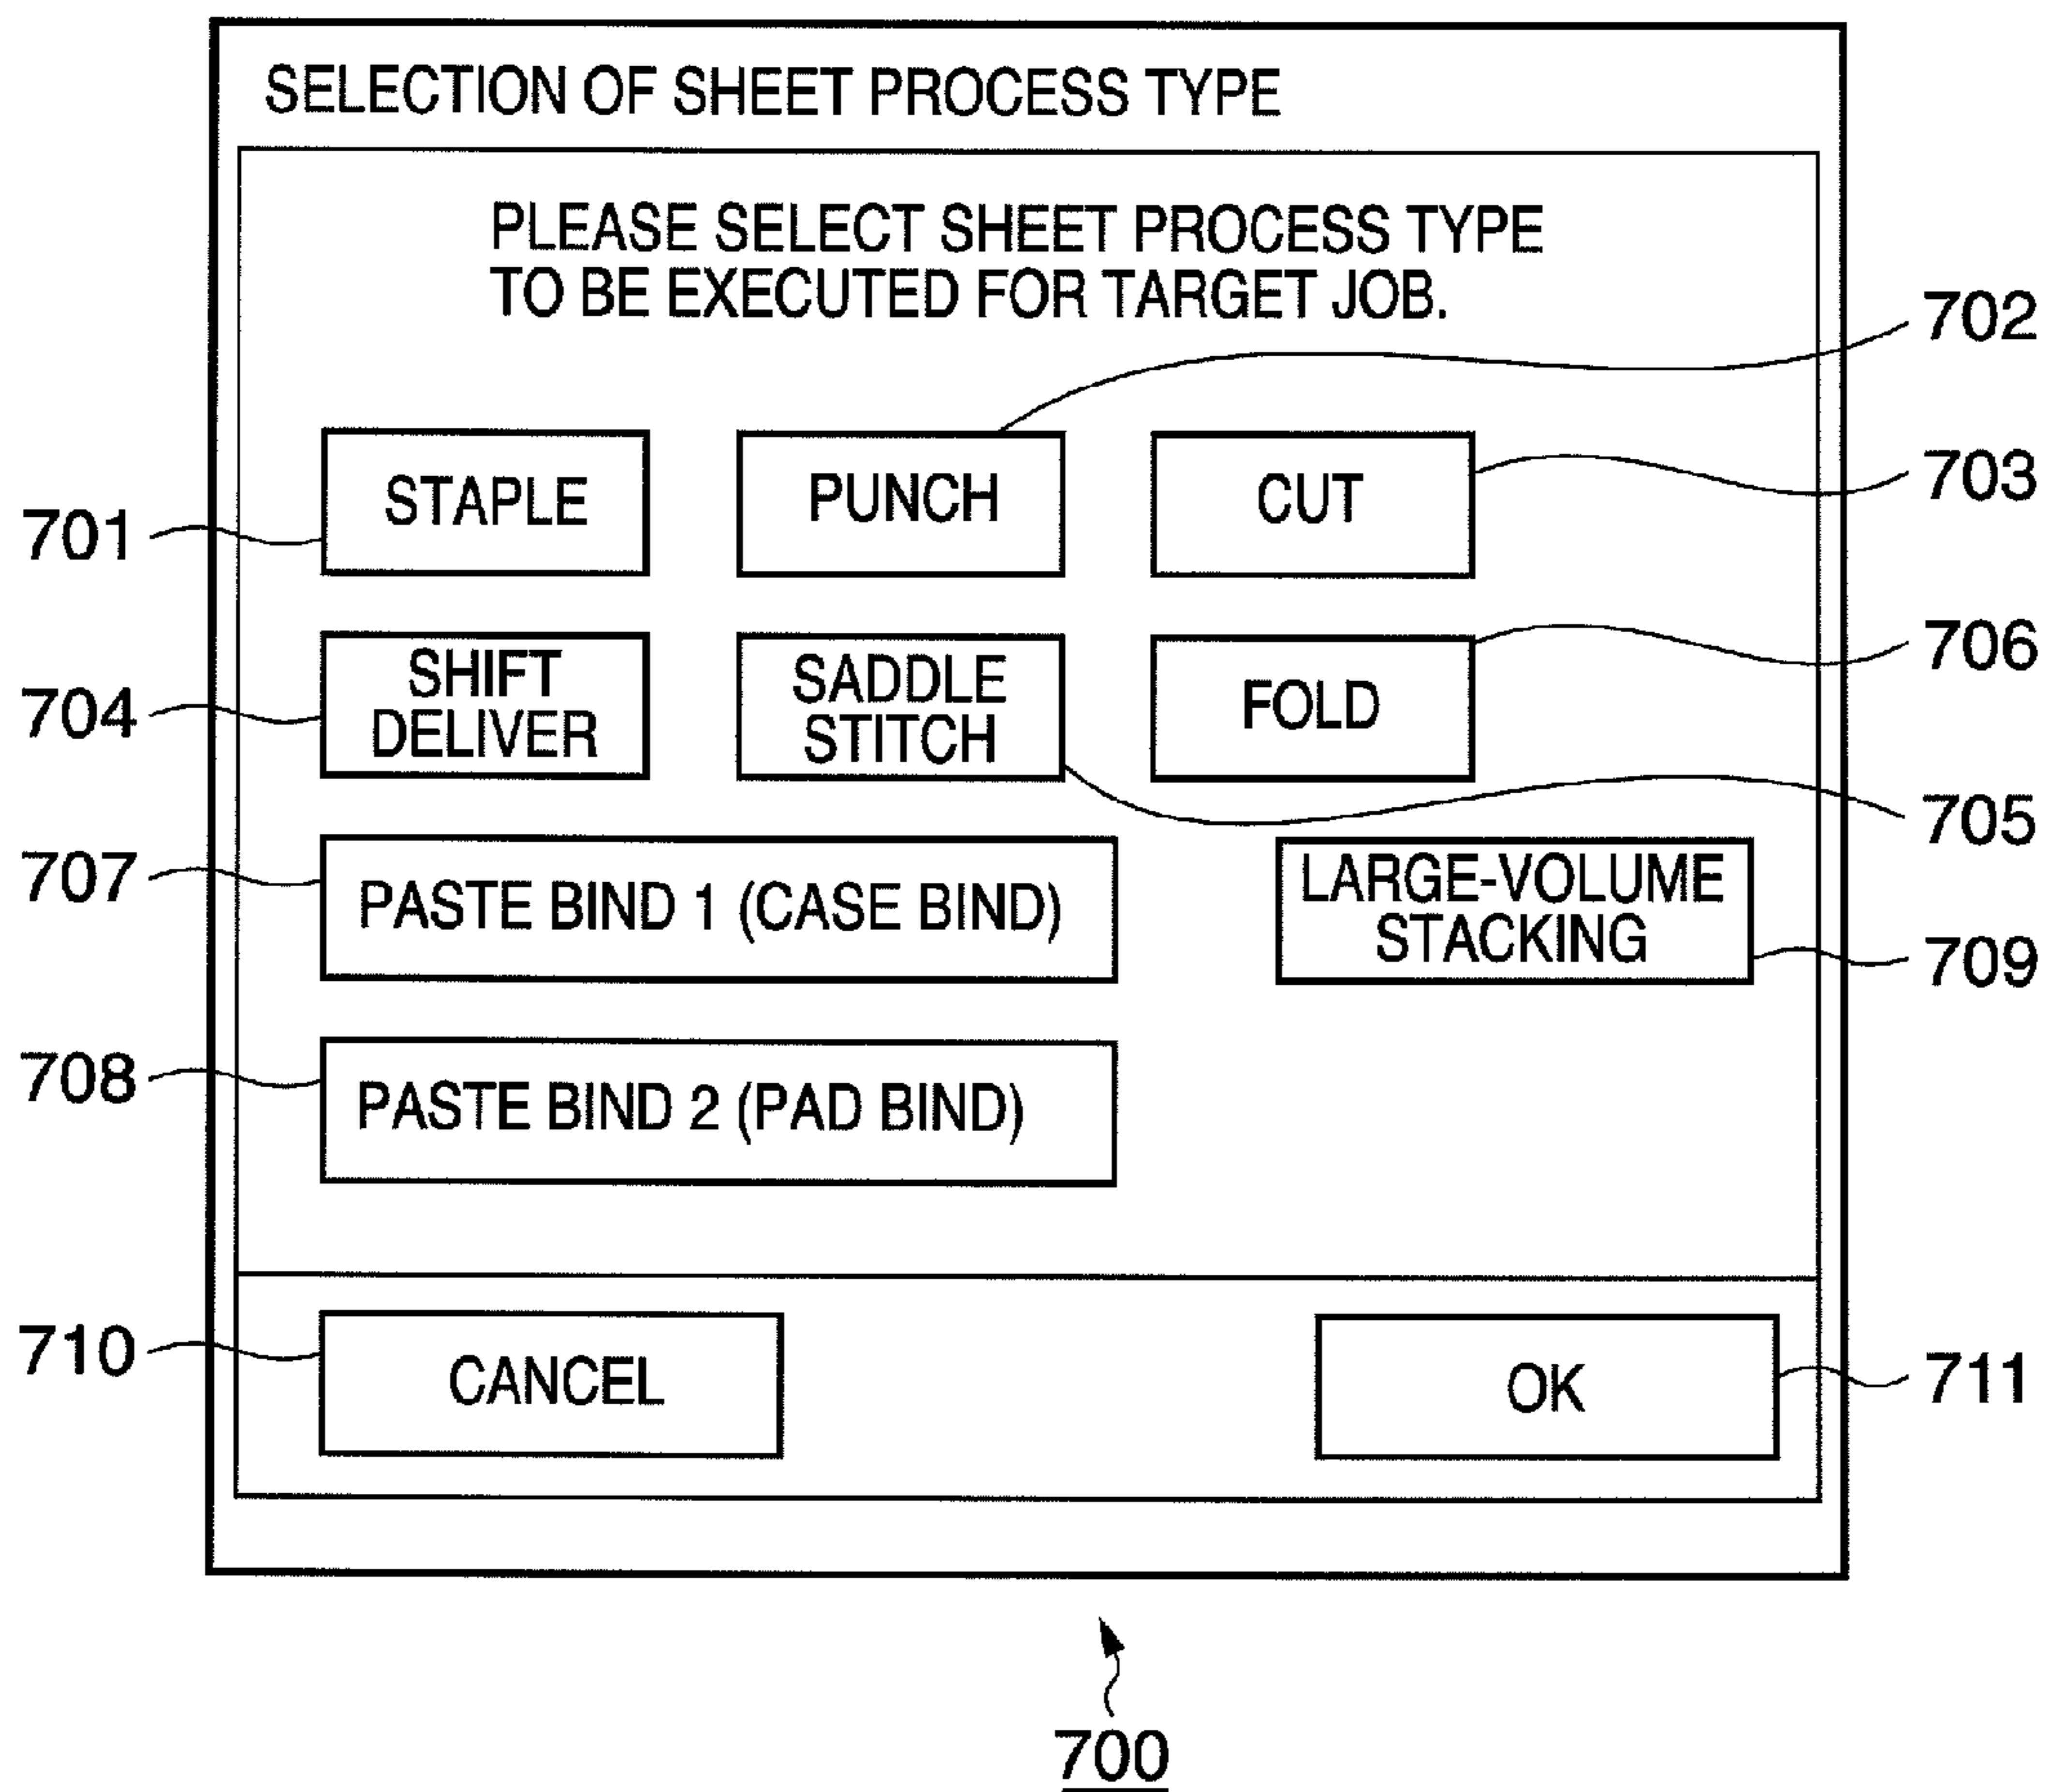 SELECTION OF SHEET PROCESS TYPE
PLEASE SELECT SHEET PROCESS TYPE
TO BE EXECUTED FOR TARGET JOB.
702
701
STAPLE
PUNCH
CUT
703
704
SHIFT
DELIVER
SADDLE
STITCH
FOLD
706
705
707
PASTE BIND 1 (CASE BIND)
LARGE-VOLUME
STACKING
709
708
PASTE BIND 2 (PAD BIND)
710
CANCEL
OK
711
700